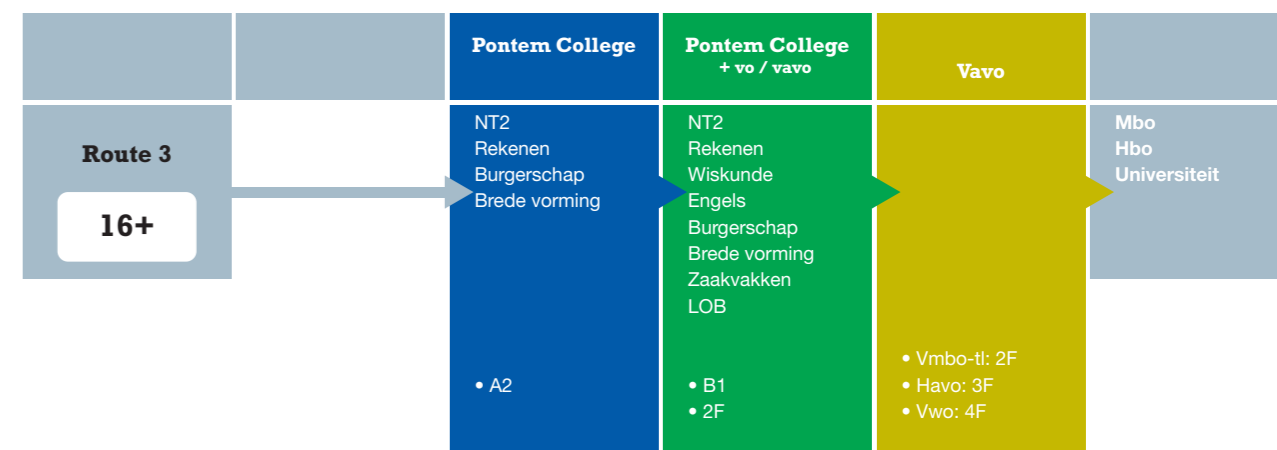 Pontem College
Pontem College
+ vo / vavo
Vavo
Route 3
16+
NT2
Rekenen
Burgerschap
Brede vorming
• A2
NT2
Rekenen
Wiskunde
Engels
Burgerschap
Brede vorming
Zaakvakken
LOB
• B1
• 2F
• Vmbo-tl: 2F
• Havo: 3F
• Vwo: 4F
Mbo
Hbo
Universiteit